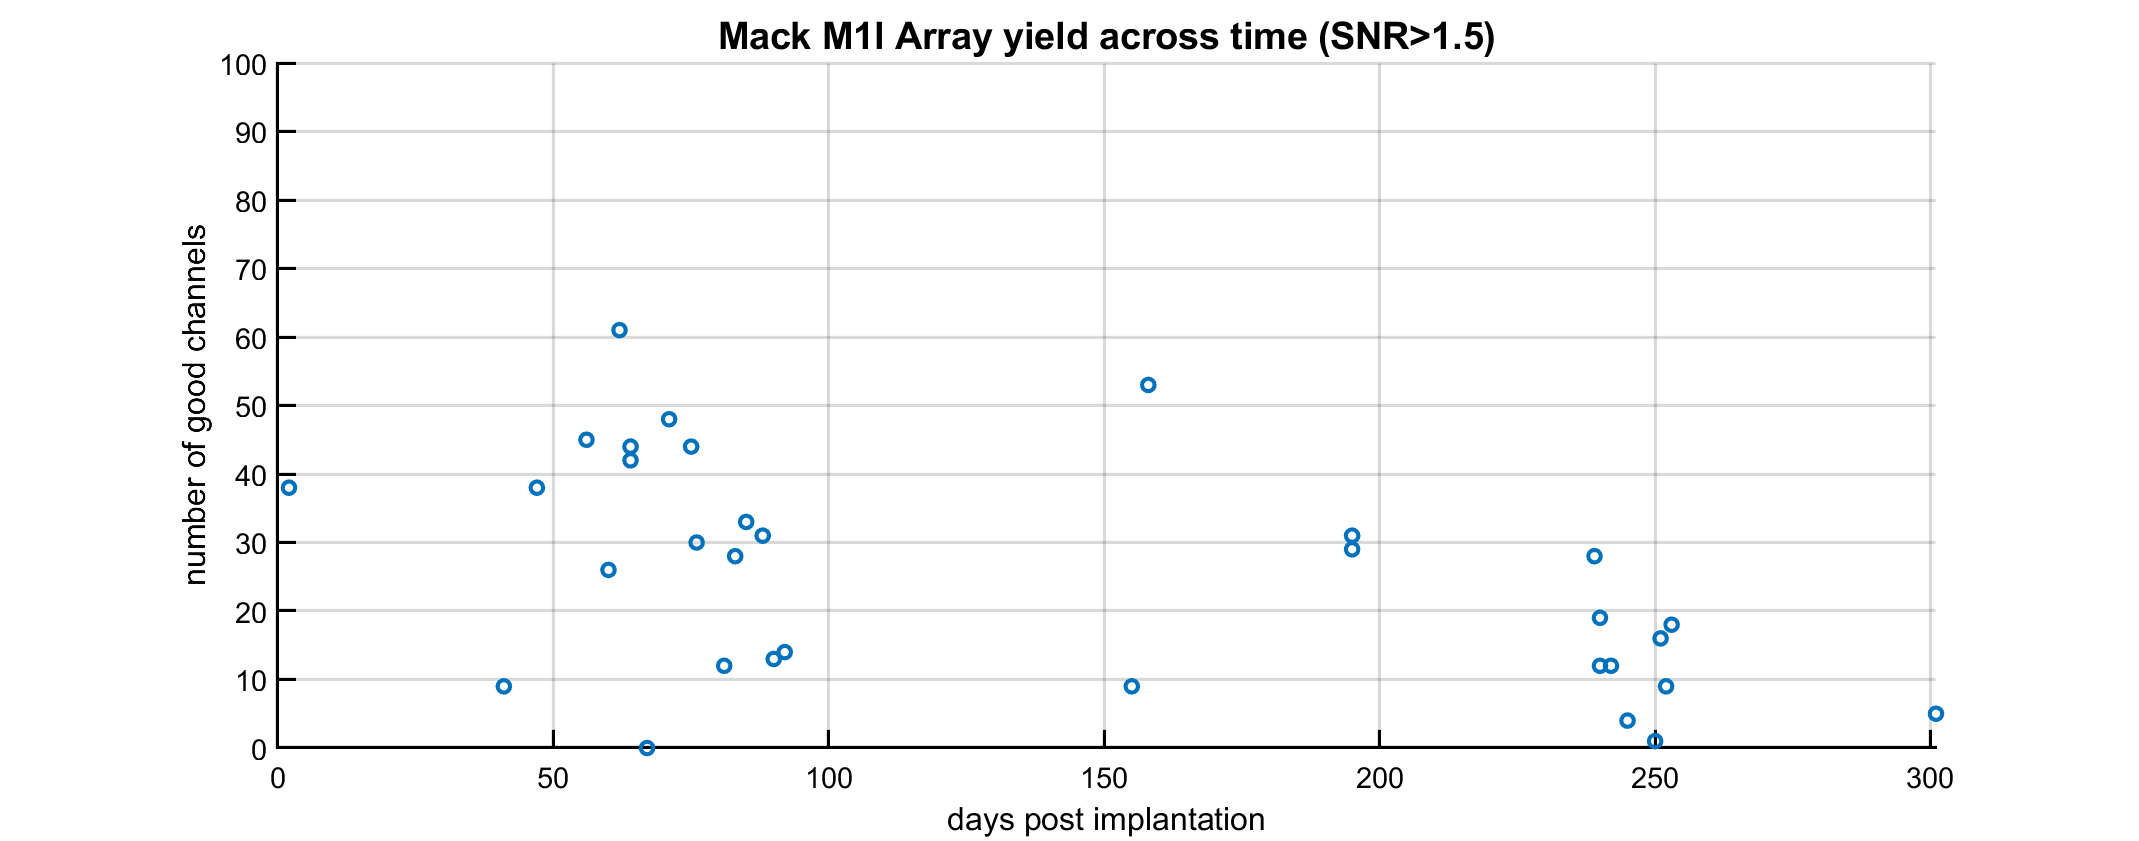 Mack M1l Array yield across time (SNR>1.5)
100
90
80
70
60
50
40
30
20
10
0
number of good channels
0 50 100 150 200 250 300
days post implantation